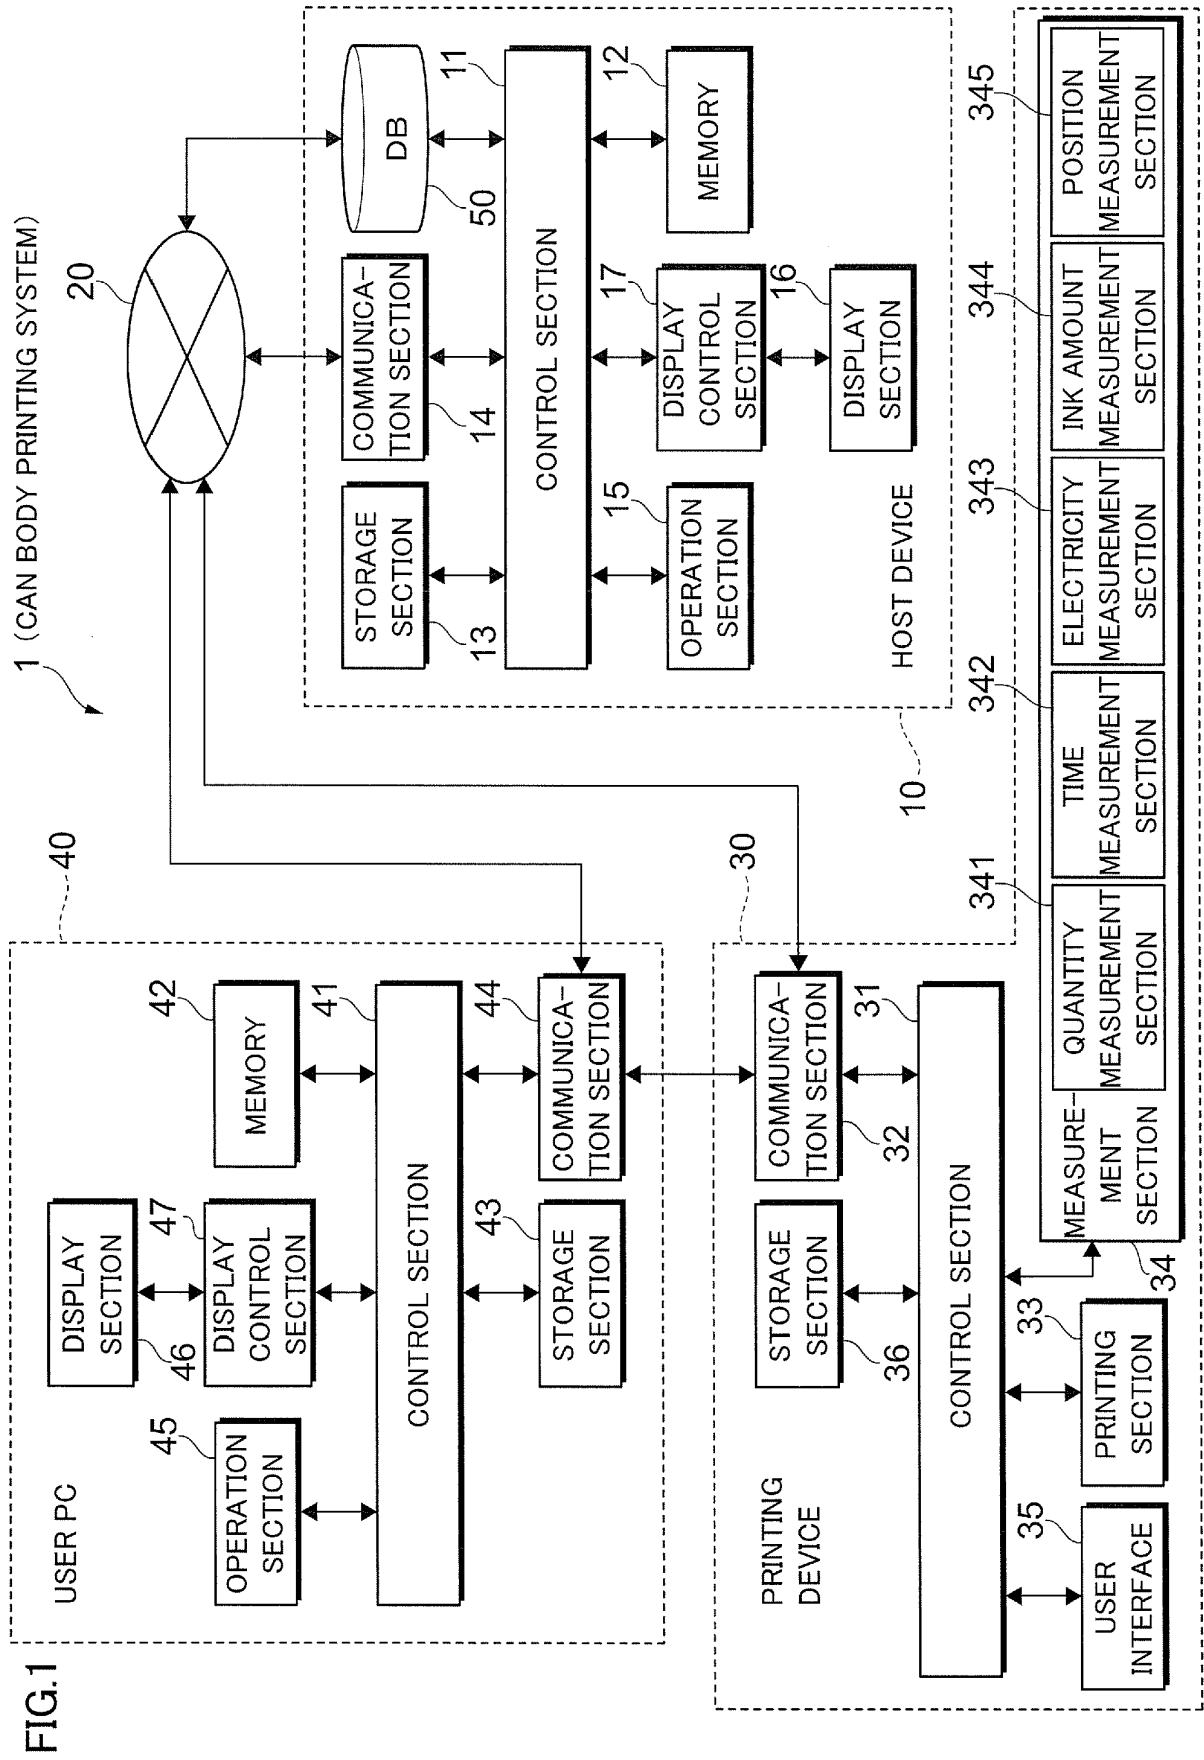 FIG.1
1 (CAN BODY PRINTING SYSTEM)
20
USER PC
40
DISPLAY
SECTION
46
OPERATION
SECTION
45
DISPLAY
CONTROL
SECTION
47
MEMORY
42
CONTROL SECTION
41
STORAGE
SECTION
43
COMMUNICA-
TION SECTION
44
STORAGE
SECTION
13
COMMUNICA-
TION SECTION
14
DB
50
CONTROL SECTION
11
OPERATION
SECTION
15
DISPLAY
CONTROL
SECTION
17
MEMORY
12
DISPLAY
SECTION
16
HOST DEVICE
10
PRINTING
DEVICE
30
STORAGE
SECTION
36
COMMUNICA-
TION SECTION
32
CONTROL SECTION
31
USER
INTERFACE
35
PRINTING
SECTION
33
MEASURE-
MENT
SECTION
34
QUANTITY
MEASUREMENT
SECTION
341
TIME
MEASUREMENT
SECTION
342
ELECTRICITY
MEASUREMENT
SECTION
343
INK AMOUNT
MEASUREMENT
SECTION
344
POSITION
MEASUREMENT
SECTION
345